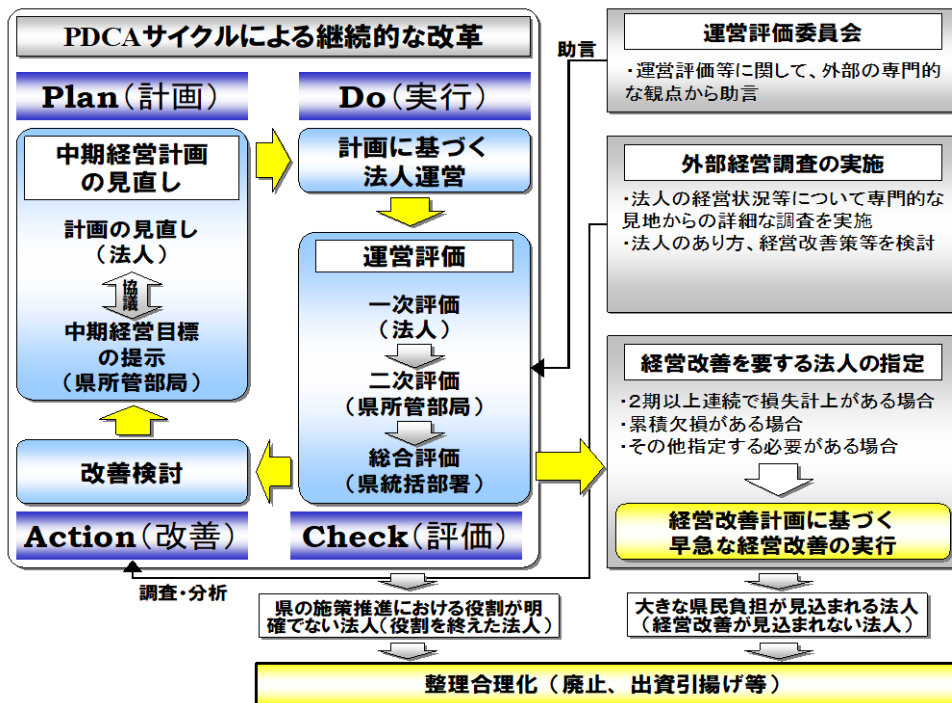 PDCAサイクルによる継続的な改革
Plan（計画）
中期経営計画
の見直し
計画の見直し
（法人）
協議
中期経営目標
の提示
（県所管部局）
Do（実行）
計画に基づく
法人運営
運営評価
一次評価
（法人）
二次評価
（県所管部局）
総合評価
（県統括部署）
改善検討
Action（改善）
Check（評価）
助言
運営評価委員会
・運営評価等に関して、外部の専門的
な観点から助言
外部経営調査の実施
・法人の経営状況等について専門的な
見地からの詳細な調査を実施
・法人のあり方、経営改善策等を検討
経営改善を要する法人の指定
・２期以上連続で損失計上がある場合
・累積欠損がある場合
・その他指定する必要がある場合
経営改善計画に基づく
早急な経営改善の実行
調査・分析
県の施策推進における役割が明
確でない法人（役割を終えた法人）
大きな県民負担が見込まれる法人
（経営改善が見込まれない法人）
整理合理化（廃止、出資引揚げ等）